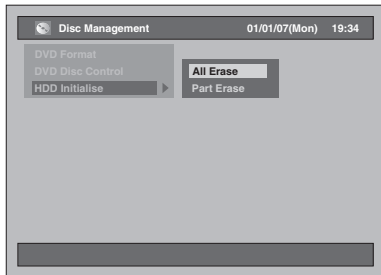 Disc Management 01/01/07(Mon) 19:34
DVD Format
DVD Disc Control
HDD Initialise
All Erase
Part Erase